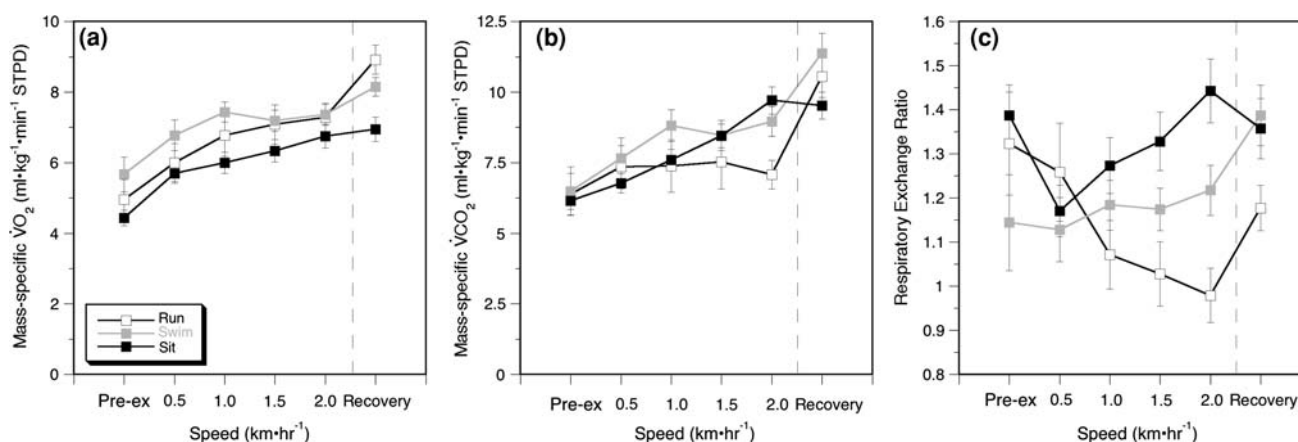 (a)
Mass-specific V̇O₂ (ml•kg⁻¹•min⁻¹ STPD)
10
8
6
4
2
0
Run
Swim
Sit
Pre-ex 0.5 1.0 1.5 2.0 Recovery
Speed (km•hr⁻¹)
(b)
Mass-specific V̇CO₂ (ml•kg⁻¹•min⁻¹ STPD)
12.5
10
7.5
5
2.5
0
Pre-ex 0.5 1.0 1.5 2.0 Recovery
Speed (km•hr⁻¹)
(c)
Respiratory Exchange Ratio
1.6
1.5
1.4
1.3
1.2
1.1
1
0.9
0.8
Pre-ex 0.5 1.0 1.5 2.0 Recovery
Speed (km•hr⁻¹)